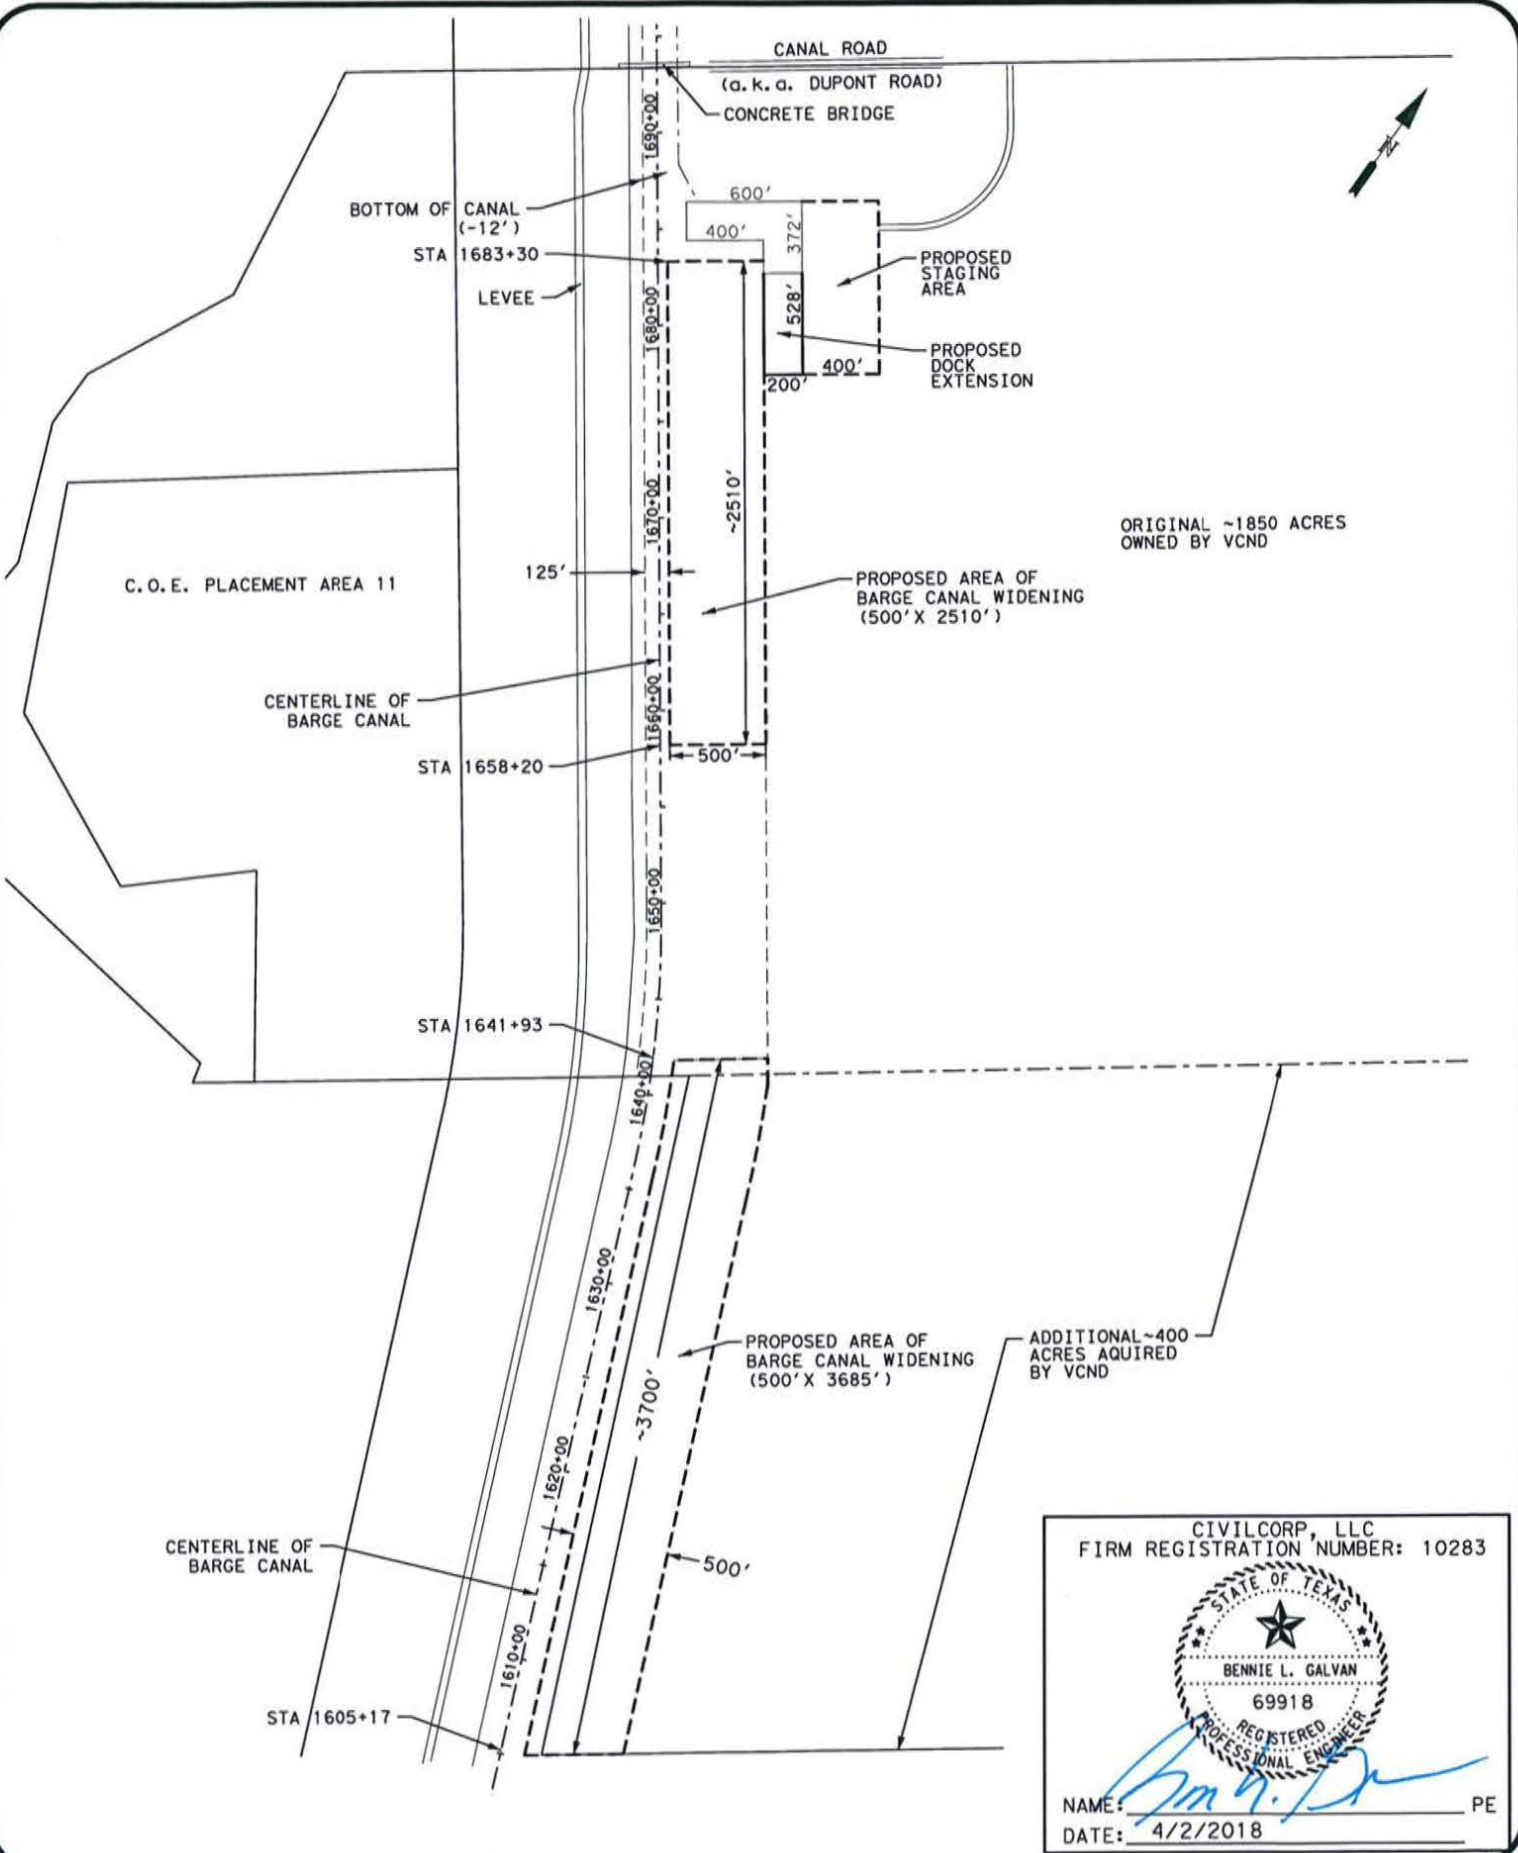 CANAL ROAD
(a.k.a. DUPONT ROAD)
CONCRETE BRIDGE
N
1690+00
BOTTOM OF CANAL
(-12')
600'
400'
372'
STA 1683+30
LEVEE
PROPOSED
STAGING
AREA
1680+00
528'
PROPOSED
DOCK
EXTENSION
400'
200'
1670+00
~2510'
ORIGINAL ~1850 ACRES
OWNED BY VCND
125'
C.O.E. PLACEMENT AREA 11
PROPOSED AREA OF
BARGE CANAL WIDENING
(500'X 2510')
CENTERLINE OF
BARGE CANAL
1660+00
500'
STA 1658+20
1650+00
STA 1641+93
1640+00
1630+00
PROPOSED AREA OF
BARGE CANAL WIDENING
(500'X 3685')
ADDITIONAL~400
ACRES AQUIRED
BY VCND
~3700'
1620+00
CENTERLINE OF
BARGE CANAL
500'
1610+00
STA 1605+17
CIVILCORP, LLC
FIRM REGISTRATION NUMBER: 10283
STATE OF TEXAS
BENNIE L. GALVAN
69918
REGISTERED
PROFESSIONAL ENGINEER
NAME: PE
DATE: 4/2/2018